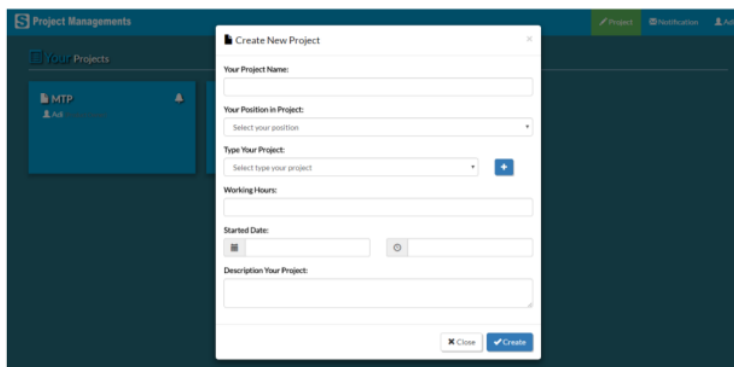 S Project Managements
Project Notification Adi
Your Projects
MTP
Adi
Create New Project ×
Your Project Name:
Your Position in Project:
Select your position
Type Your Project:
Select type your project
+
Working Hours:
Started Date:
Description Your Project:
Close Create